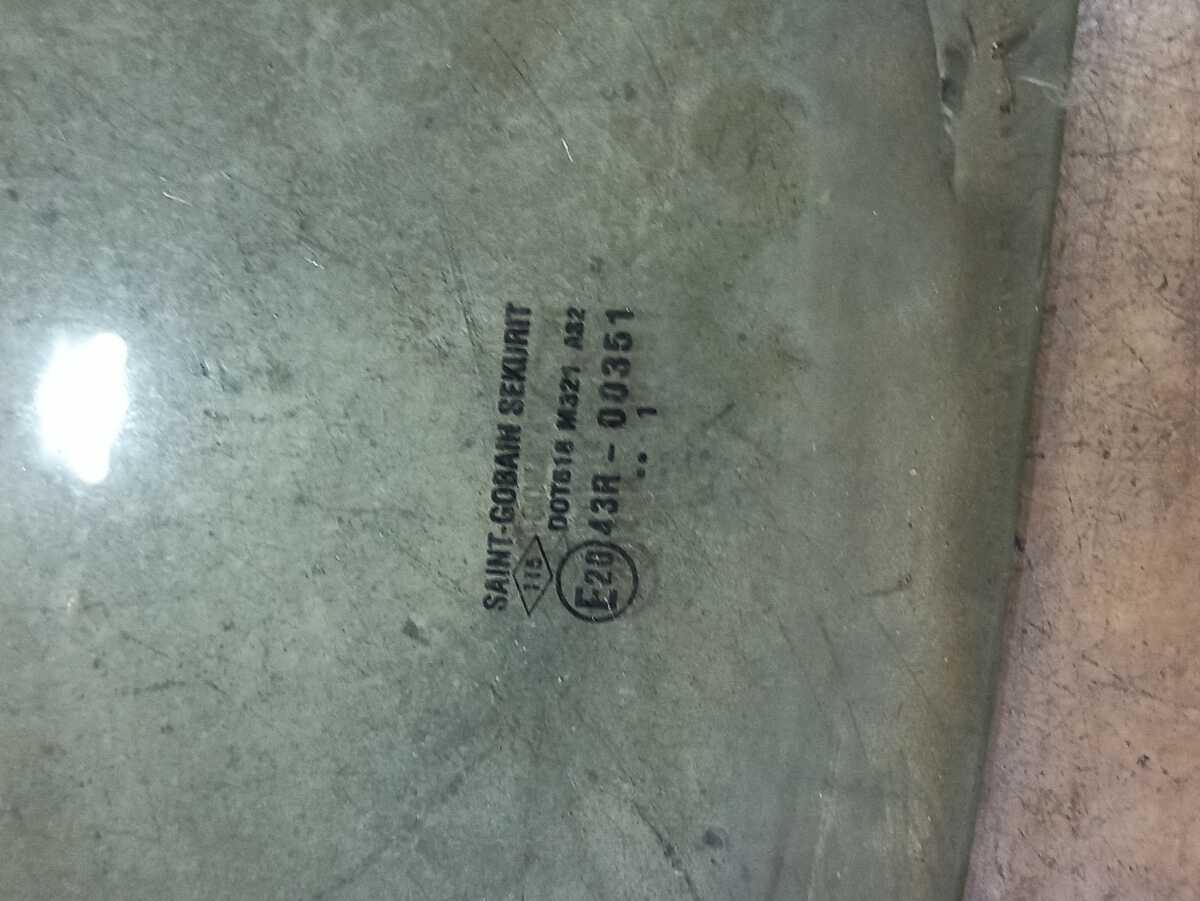 SAINT-GOBAIN SEKURIT
115
DOT618 M321 AS2
E20 43R-00351
.. 1